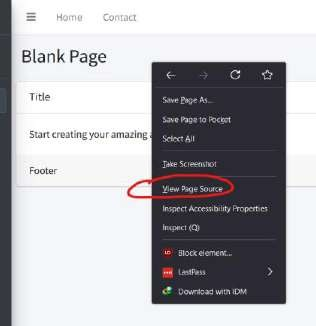 Home Contact
Blank Page
Title
Start creating your amazing a
Footer
Save Page As...
Save Page to Pocket
Select All
Take Screenshot
View Page Source
Inspect Accessibility Properties
Inspect (Q)
Block element...
LastPass
Download with IDM